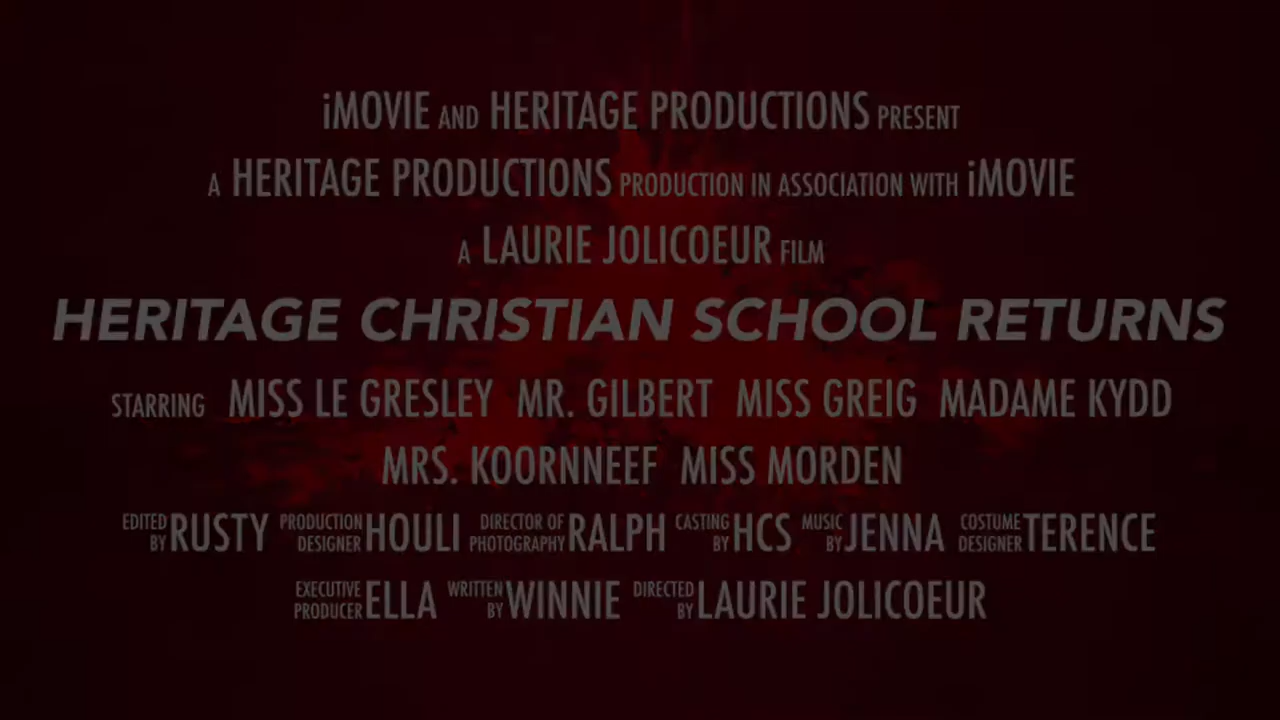 iMOVIE AND HERITAGE PRODUCTIONS PRESENT
A HERITAGE PRODUCTIONS PRODUCTION IN ASSOCIATION WITH iMOVIE
A LAURIE JOLICOEUR FILM
HERITAGE CHRISTIAN SCHOOL RETURNS
STARRING MISS LE GRESLEY MR. GILBERT MISS GREIG MADAME KYDD
MRS. KOORNNEEF MISS MORDEN
EDITED BY RUSTY PRODUCTION DESIGNER HOULI DIRECTOR OF PHOTOGRAPHY RALPH CASTING BY HCS MUSIC BY JENNA COSTUME DESIGNER TERENCE
EXECUTIVE PRODUCER ELLA WRITTEN BY WINNIE DIRECTED BY LAURIE JOLICOEUR